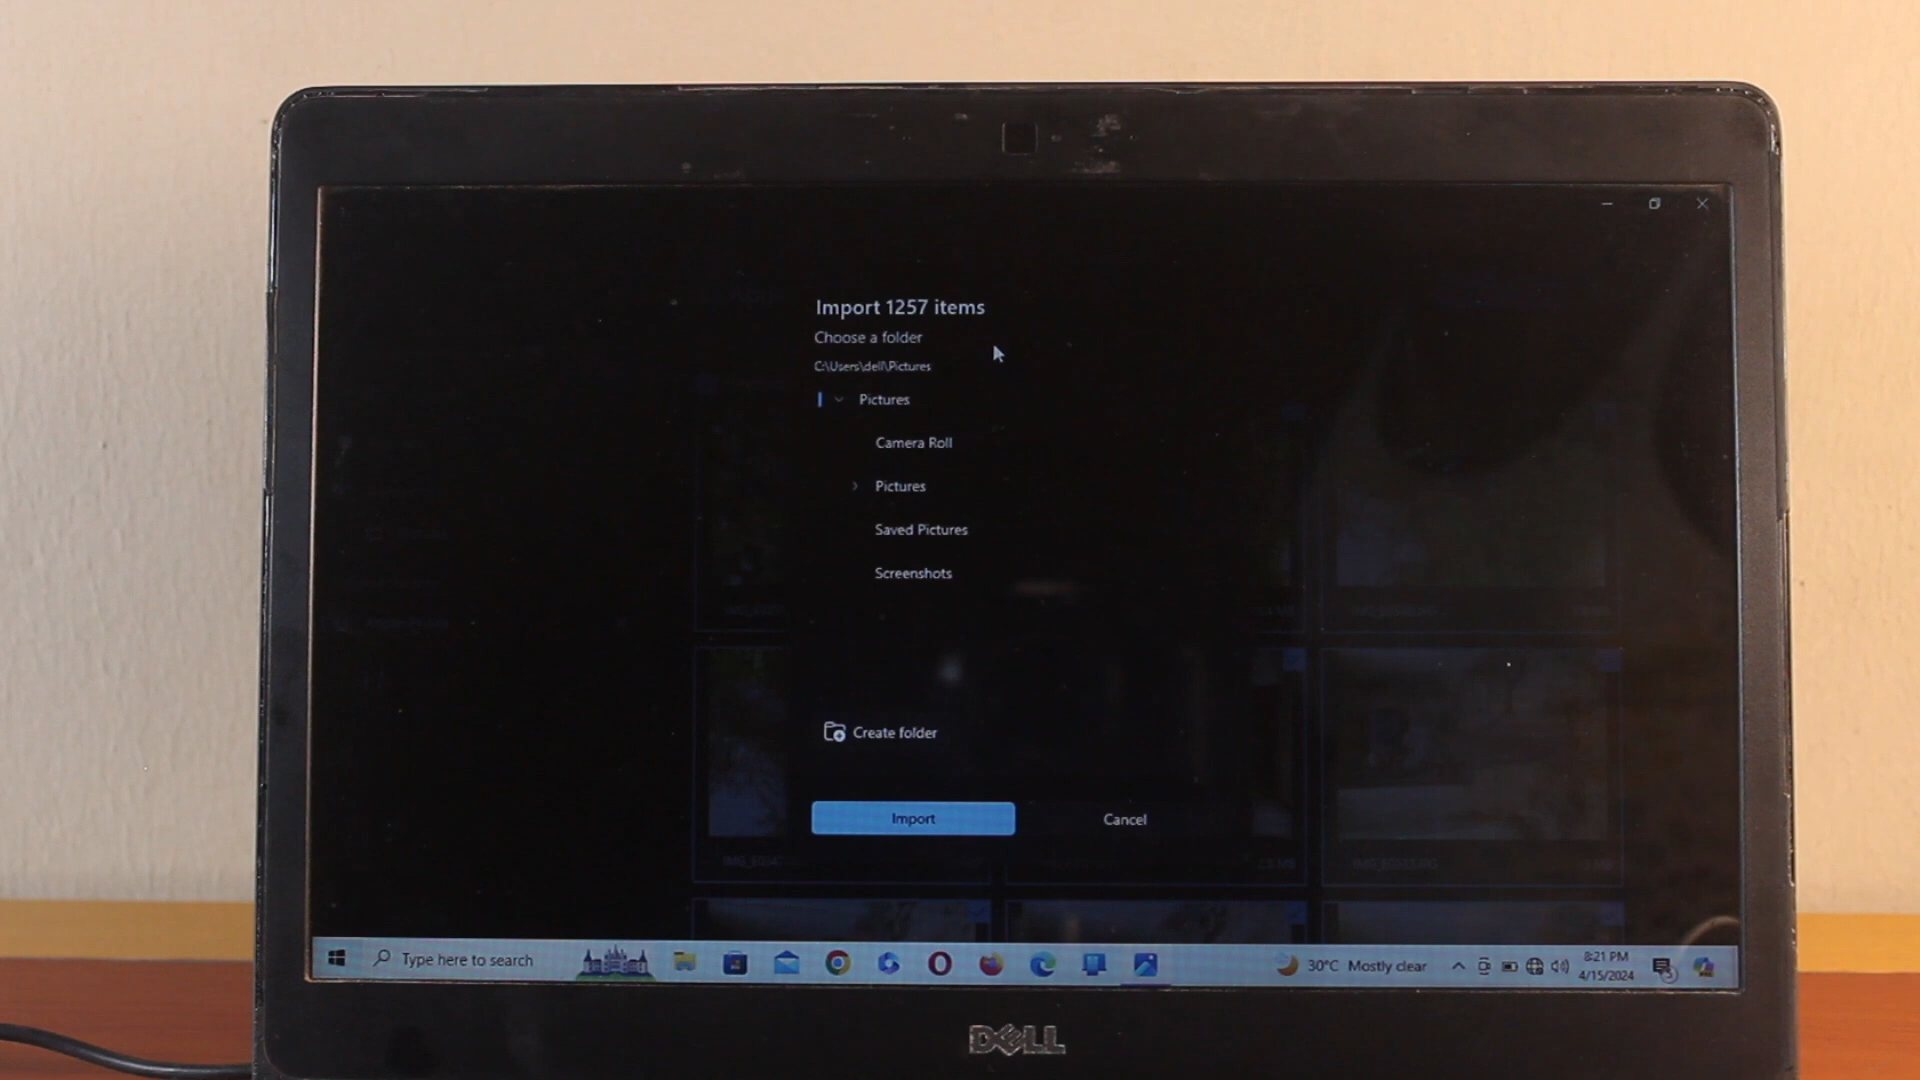 Import 1257 items
Choose a folder
C:\Users\dell\Pictures
Pictures
Camera Roll
Pictures
Saved Pictures
Screenshots
Create folder
Import
Cancel
Type here to search
30°C Mostly clear
8:21 PM
4/15/2024
DELL